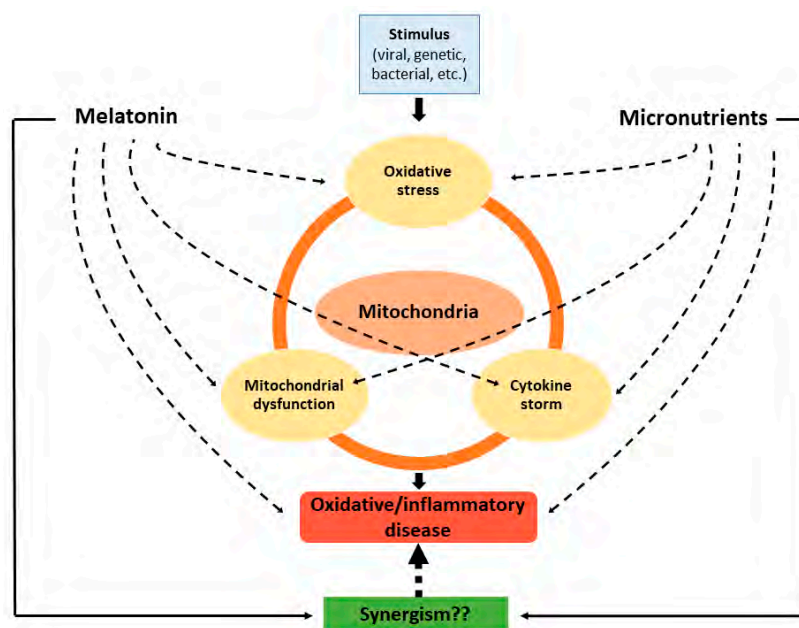 Stimulus
(viral, genetic,
bacterial, etc.)
Melatonin
Micronutrients
Oxidative
stress
Mitochondria
Mitochondrial
dysfunction
Cytokine
storm
Oxidative/inflammatory
disease
Synergism??